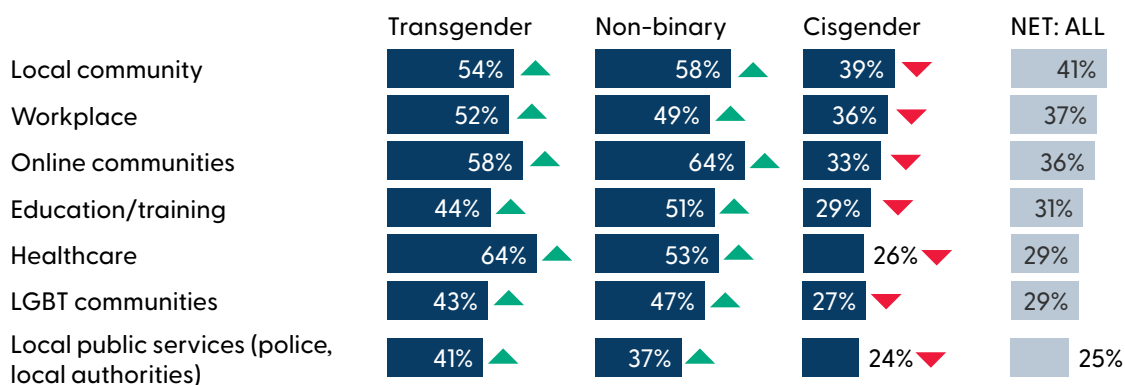 Transgender Non-binary Cisgender NET: ALL
Local community 54% 58% 39% 41%
Workplace 52% 49% 36% 37%
Online communities 58% 64% 33% 36%
Education/training 44% 51% 29% 31%
Healthcare 64% 53% 26% 29%
LGBT communities 43% 47% 27% 29%
Local public services (police,
local authorities) 41% 37% 24% 25%